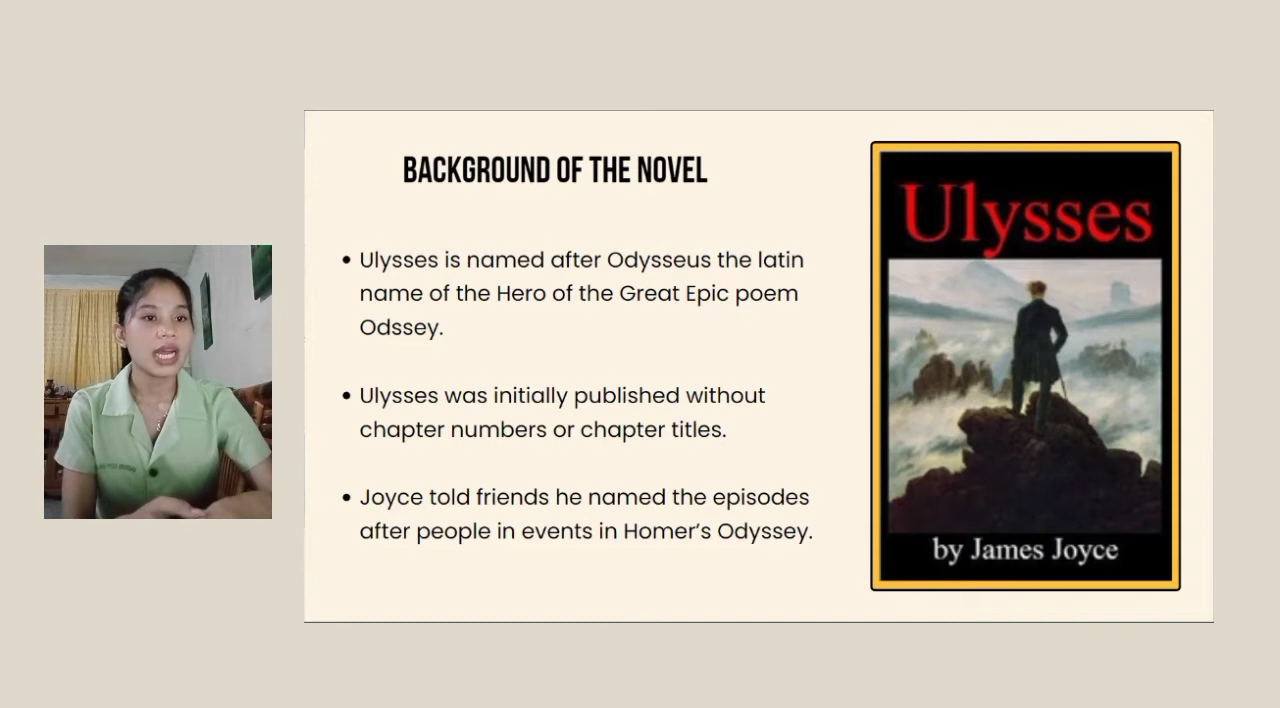 BACKGROUND OF THE NOVEL
• Ulysses is named after Odysseus the latin
name of the Hero of the Great Epic poem
Odssey.
• Ulysses was initially published without
chapter numbers or chapter titles.
• Joyce told friends he named the episodes
after people in events in Homer's Odyssey.
Ulysses
by James Joyce